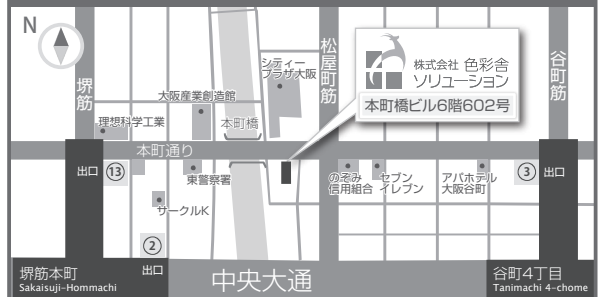 N
堺筋
松屋町筋
谷町筋
株式会社 色彩舎
ソリューション
本町橋ビル6階602号
シティー
プラザ大阪
大阪産業創造館
理想科学工業
本町橋
本町通り
出口 ⑬
東警察署
のぞみ
信用組合
セブン
イレブン
アパホテル
大阪谷町
③ 出口
サークルK
②
出口
堺筋本町
Sakaisuji-Hommachi
中央大通
谷町4丁目
Tanimachi 4-chome